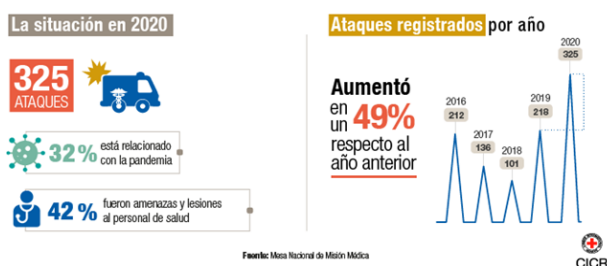 La situación en 2020
325
ATAQUES
32% está relacionado
con la pandemia
42% fueron amenazas y lesiones
al personal de salud
Ataques registrados por año
Aumentó
en
un 49%
respecto al
año anterior
2016
212
2017
136
2018
101
2019
218
2020
325
Fuente: Mesa Nacional de Misión Médica
CICR